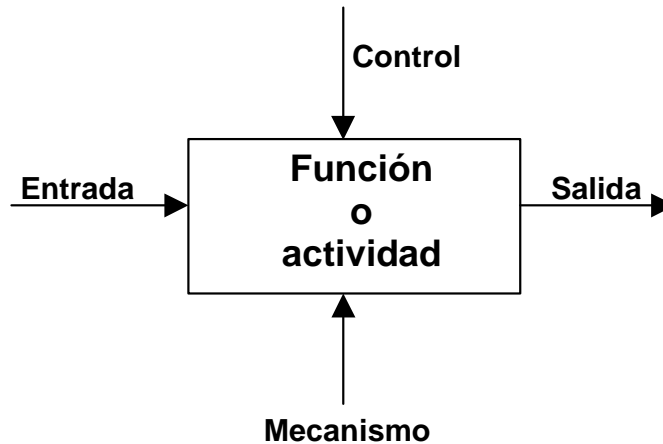 Control
Función
Entrada
o
Salida
actividad
Mecanismo